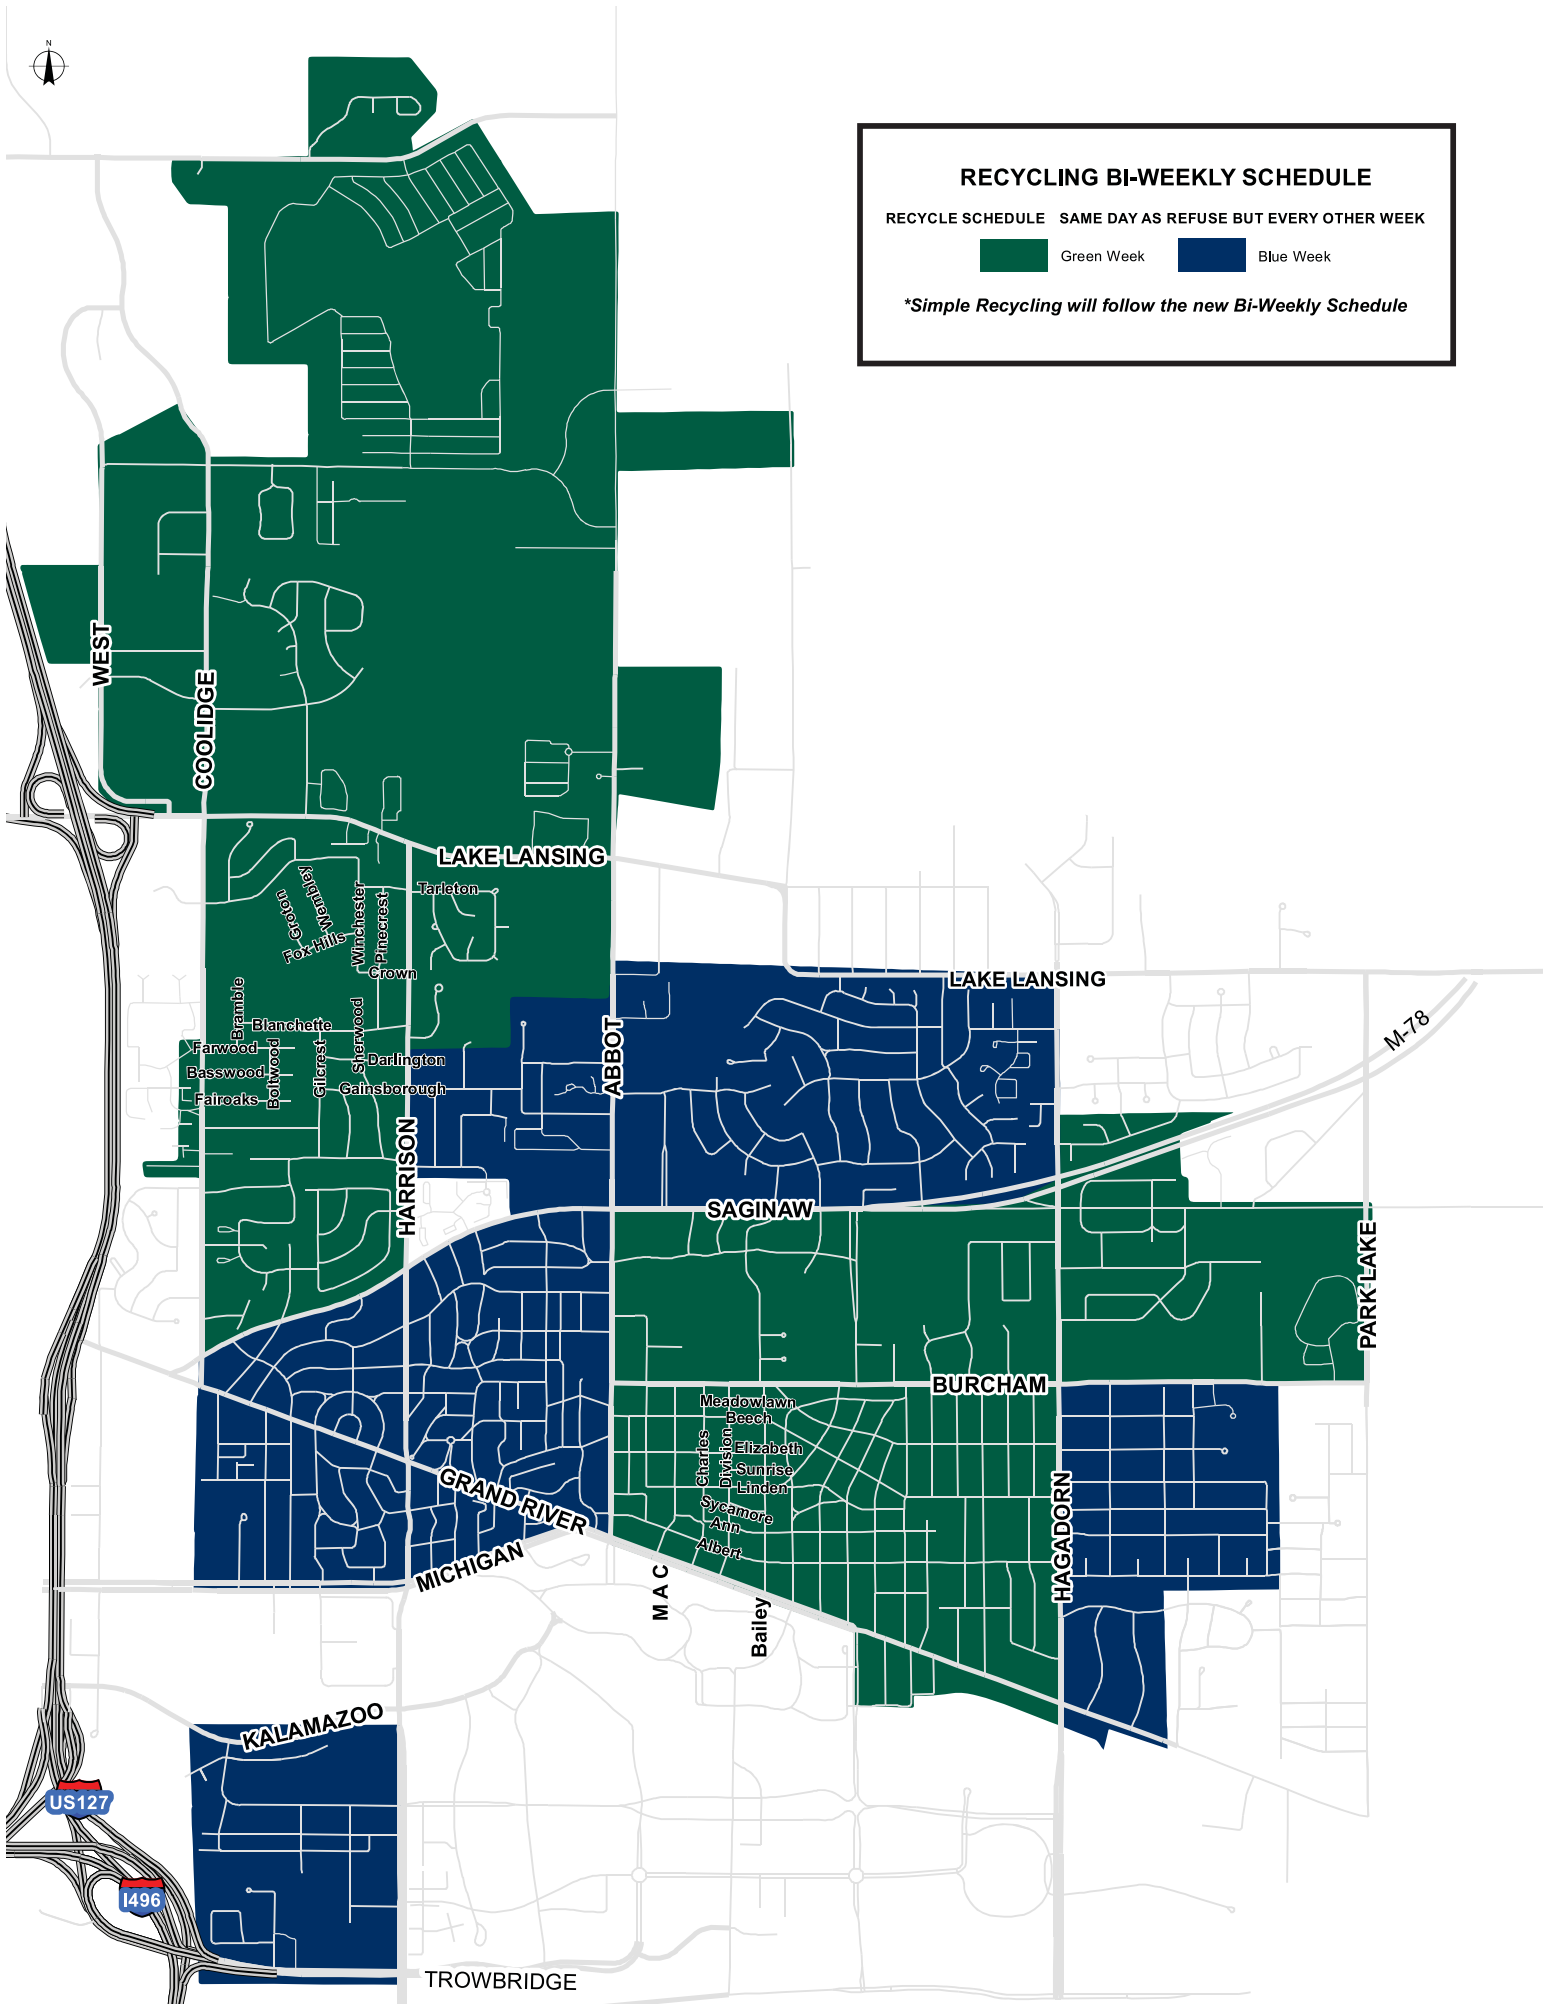 N
RECYCLING BI-WEEKLY SCHEDULE
RECYCLE SCHEDULE SAME DAY AS REFUSE BUT EVERY OTHER WEEK
Green Week
Blue Week
*Simple Recycling will follow the new Bi-Weekly Schedule
WEST
COOLIDGE
LAKE LANSING
Tarleton
Wembley
Groton
Winchester
Pinecrest
Fox Hills
Crown
LAKE LANSING
Bramble
Blanchette
Sherwood
ABBOT
M-78
Farwood
Boltwood
Gilcrest
Darlington
Basswood
Gainsborough
Fairoaks
HARRISON
SAGINAW
PARK LAKE
BURCHAM
Meadowlawn
Beech
Charles
Division
Elizabeth
Sunrise
Linden
GRAND RIVER
Sycamore
Ann
Albert
HAGADORN
MICHIGAN
M A C
Bailey
KALAMAZOO
US127
I496
TROWBRIDGE